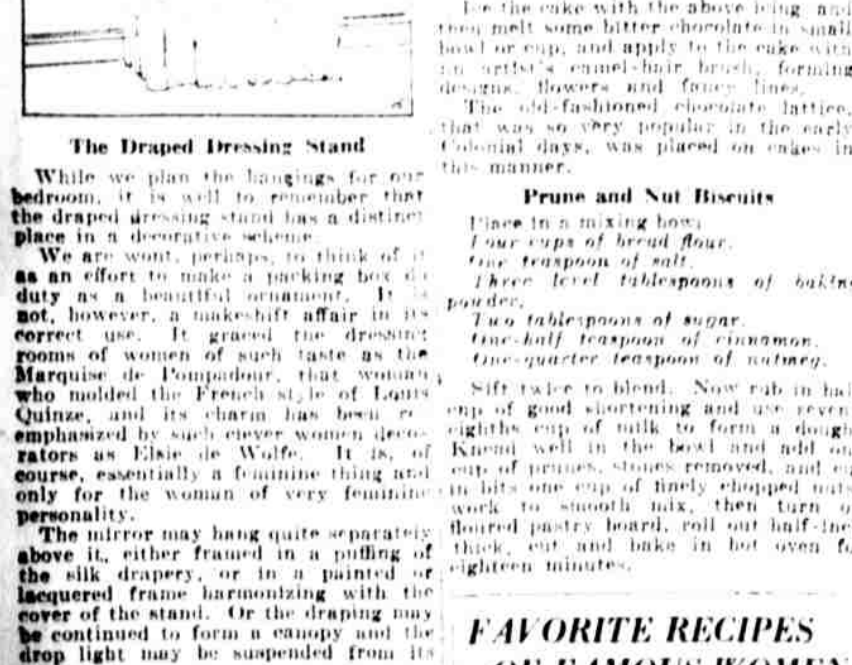 The Draped Dressing Stand
While we plan the hangings for our
bedroom, it is well to remember that
the draped dressing stand has a distinct
place in a decorative scheme.
We are wont, perhaps, to think of it
as an effort to make a packing box do
duty as a beautiful ornament. It is
not, however, a makeshift affair in its
correct use. It graced the dressing
rooms of women of such taste as the
Marquise de Pompadour, that woman
who molded the French style of Louis
Quinze, and its charm has been re-
emphasized by such clever women deco-
rators as Elsie de Wolfe. It is, of
course, essentially a feminine thing and
only for the woman of very feminine
personality.
The mirror may hang quite separately
above it, either framed in a puffing of
the silk drapery, or in a painted or
lacquered frame harmonizing with the
cover of the stand. Or the draping may
be continued to form a canopy and the
drop light may be suspended from its
Ice the cake with the above icing and
then melt some bitter chocolate in small
bowl or cup, and apply to the cake with
an artist's camel-hair brush, forming
designs, flowers and fancy lines.
The old-fashioned chocolate lattice,
that was so very popular in the early
Colonial days, was placed on cakes in
this manner.
Prune and Nut Biscuits
Place in a mixing bowl
Four cups of bread flour.
One teaspoon of salt.
Three level tablespoons of baking
powder.
Two tablespoons of sugar.
One-half teaspoon of cinnamon.
One-quarter teaspoon of nutmeg.
Sift twice to blend. Now rub in hal
cup of good shortening and use seven
eighths cup of milk to form a dough
Knead well in the bowl and add on
cup of prunes, stones removed, and cu
in bits one cup of finely chopped nuts
work to smooth mix, then turn o
floured pastry board, roll out half-inc
thick, cut and bake in hot oven fo
eighteen minutes.
FAVORITE RECIPES
OF FAMOUS WOMEN